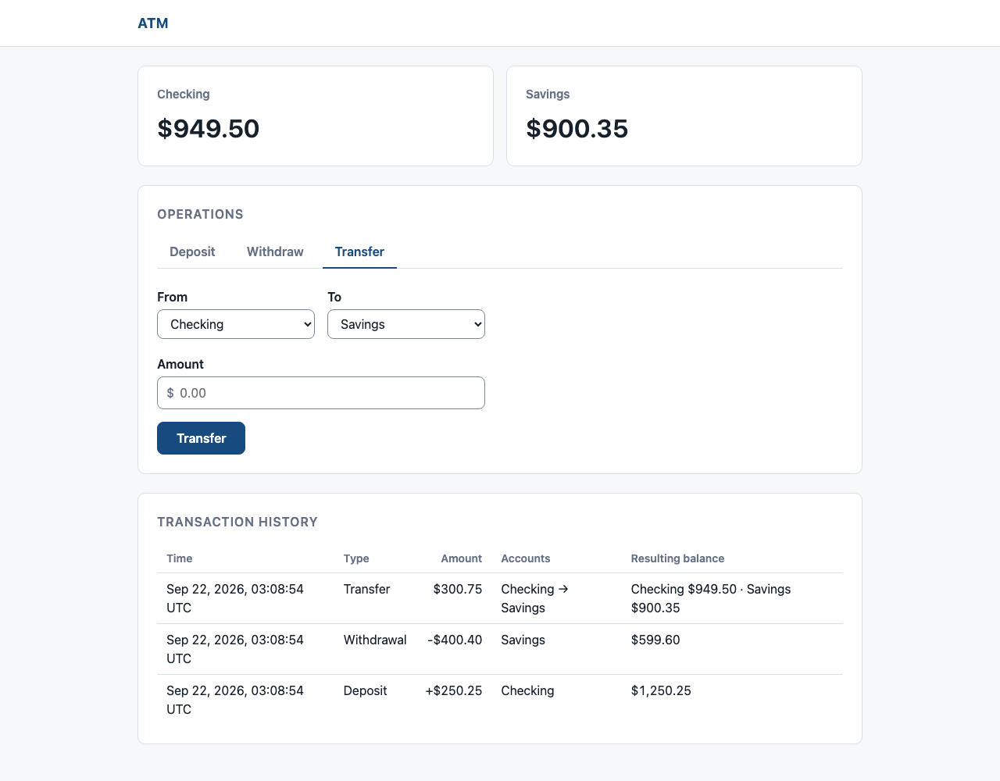 ATM
Checking
$949.50
Savings
$900.35
OPERATIONS
Deposit Withdraw Transfer
From To
Checking Savings
Amount
$ 0.00
Transfer
TRANSACTION HISTORY
Time Type Amount Accounts Resulting balance
Sep 22, 2026, 03:08:54 Transfer $300.75 Checking → Checking $949.50 · Savings
UTC Savings $900.35
Sep 22, 2026, 03:08:54 Withdrawal -$400.40 Savings $599.60
UTC
Sep 22, 2026, 03:08:54 Deposit +$250.25 Checking $1,250.25
UTC